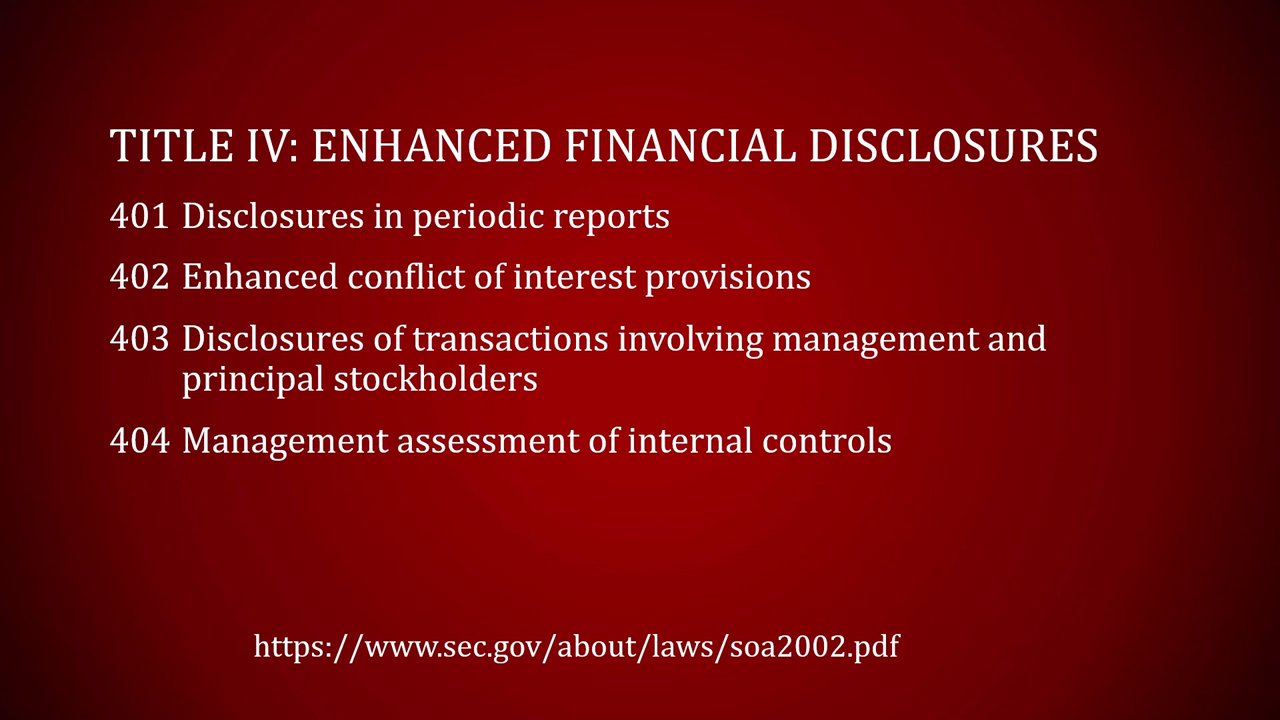 TITLE IV: ENHANCED FINANCIAL DISCLOSURES
401 Disclosures in periodic reports
402 Enhanced conflict of interest provisions
403 Disclosures of transactions involving management and
principal stockholders
404 Management assessment of internal controls
https://www.sec.gov/about/laws/soa2002.pdf